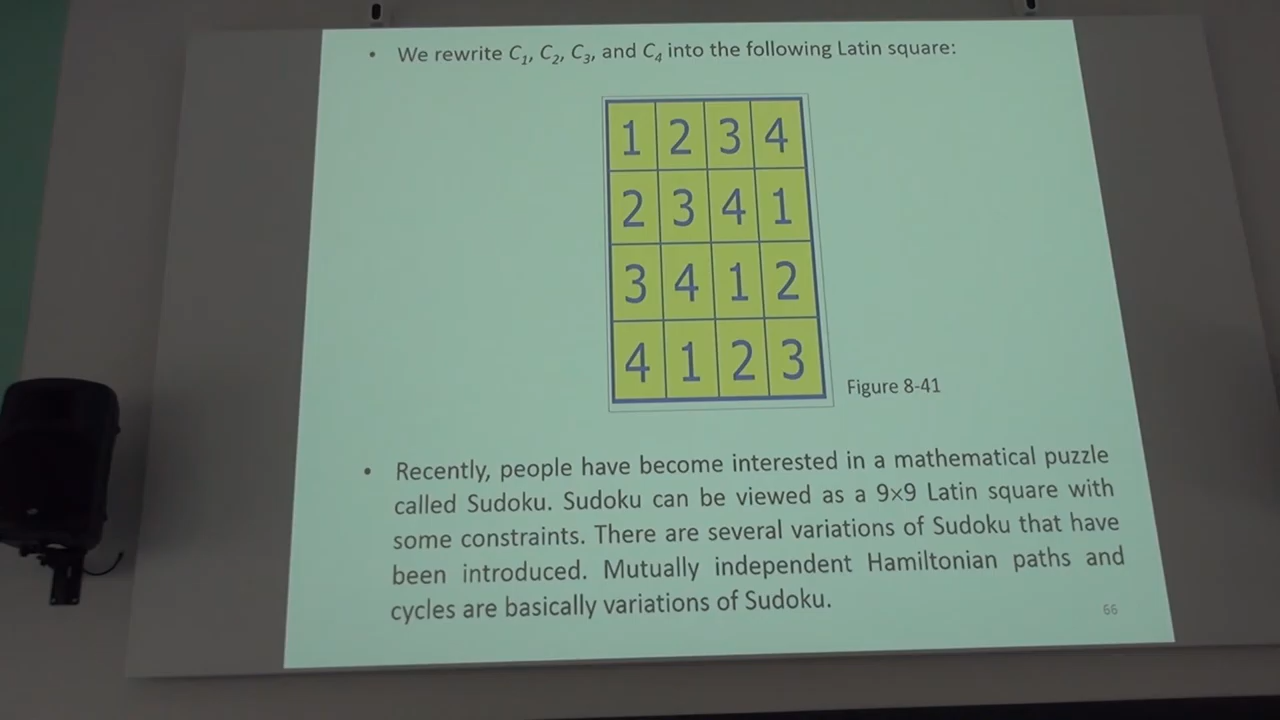 • We rewrite C1, C2, C3, and C4 into the following Latin square:
1 2 3 4
2 3 4 1
3 4 1 2
4 1 2 3
Figure 8-41
• Recently, people have become interested in a mathematical puzzle
called Sudoku. Sudoku can be viewed as a 9×9 Latin square with
some constraints. There are several variations of Sudoku that have
been introduced. Mutually independent Hamiltonian paths and
cycles are basically variations of Sudoku.
66